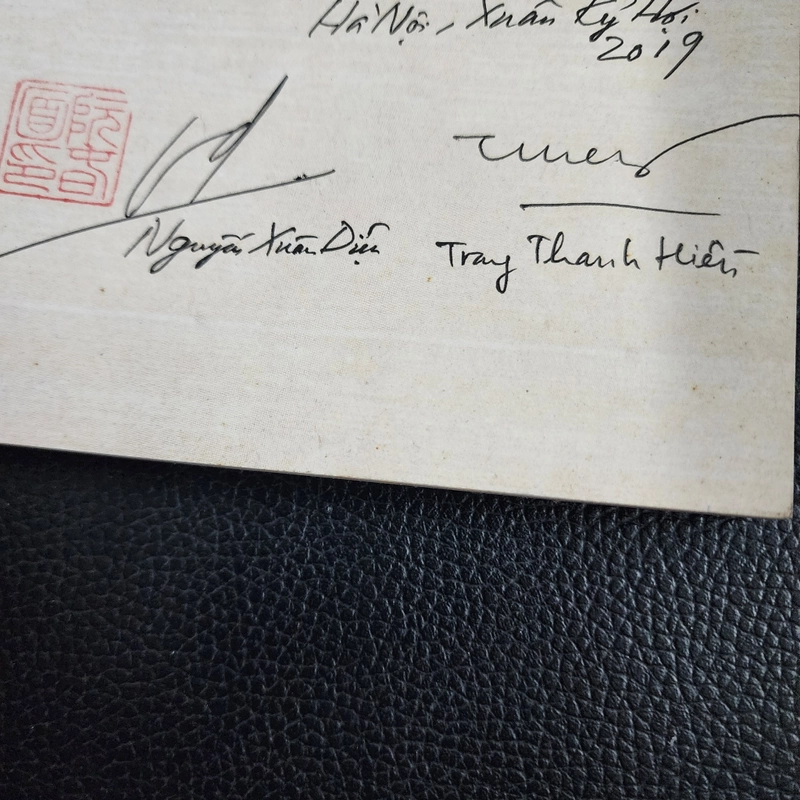 Hà Nội, Xuân Kỷ Hợi
2019
Nguyễn Xuân Diện
Trang Thanh Hiền